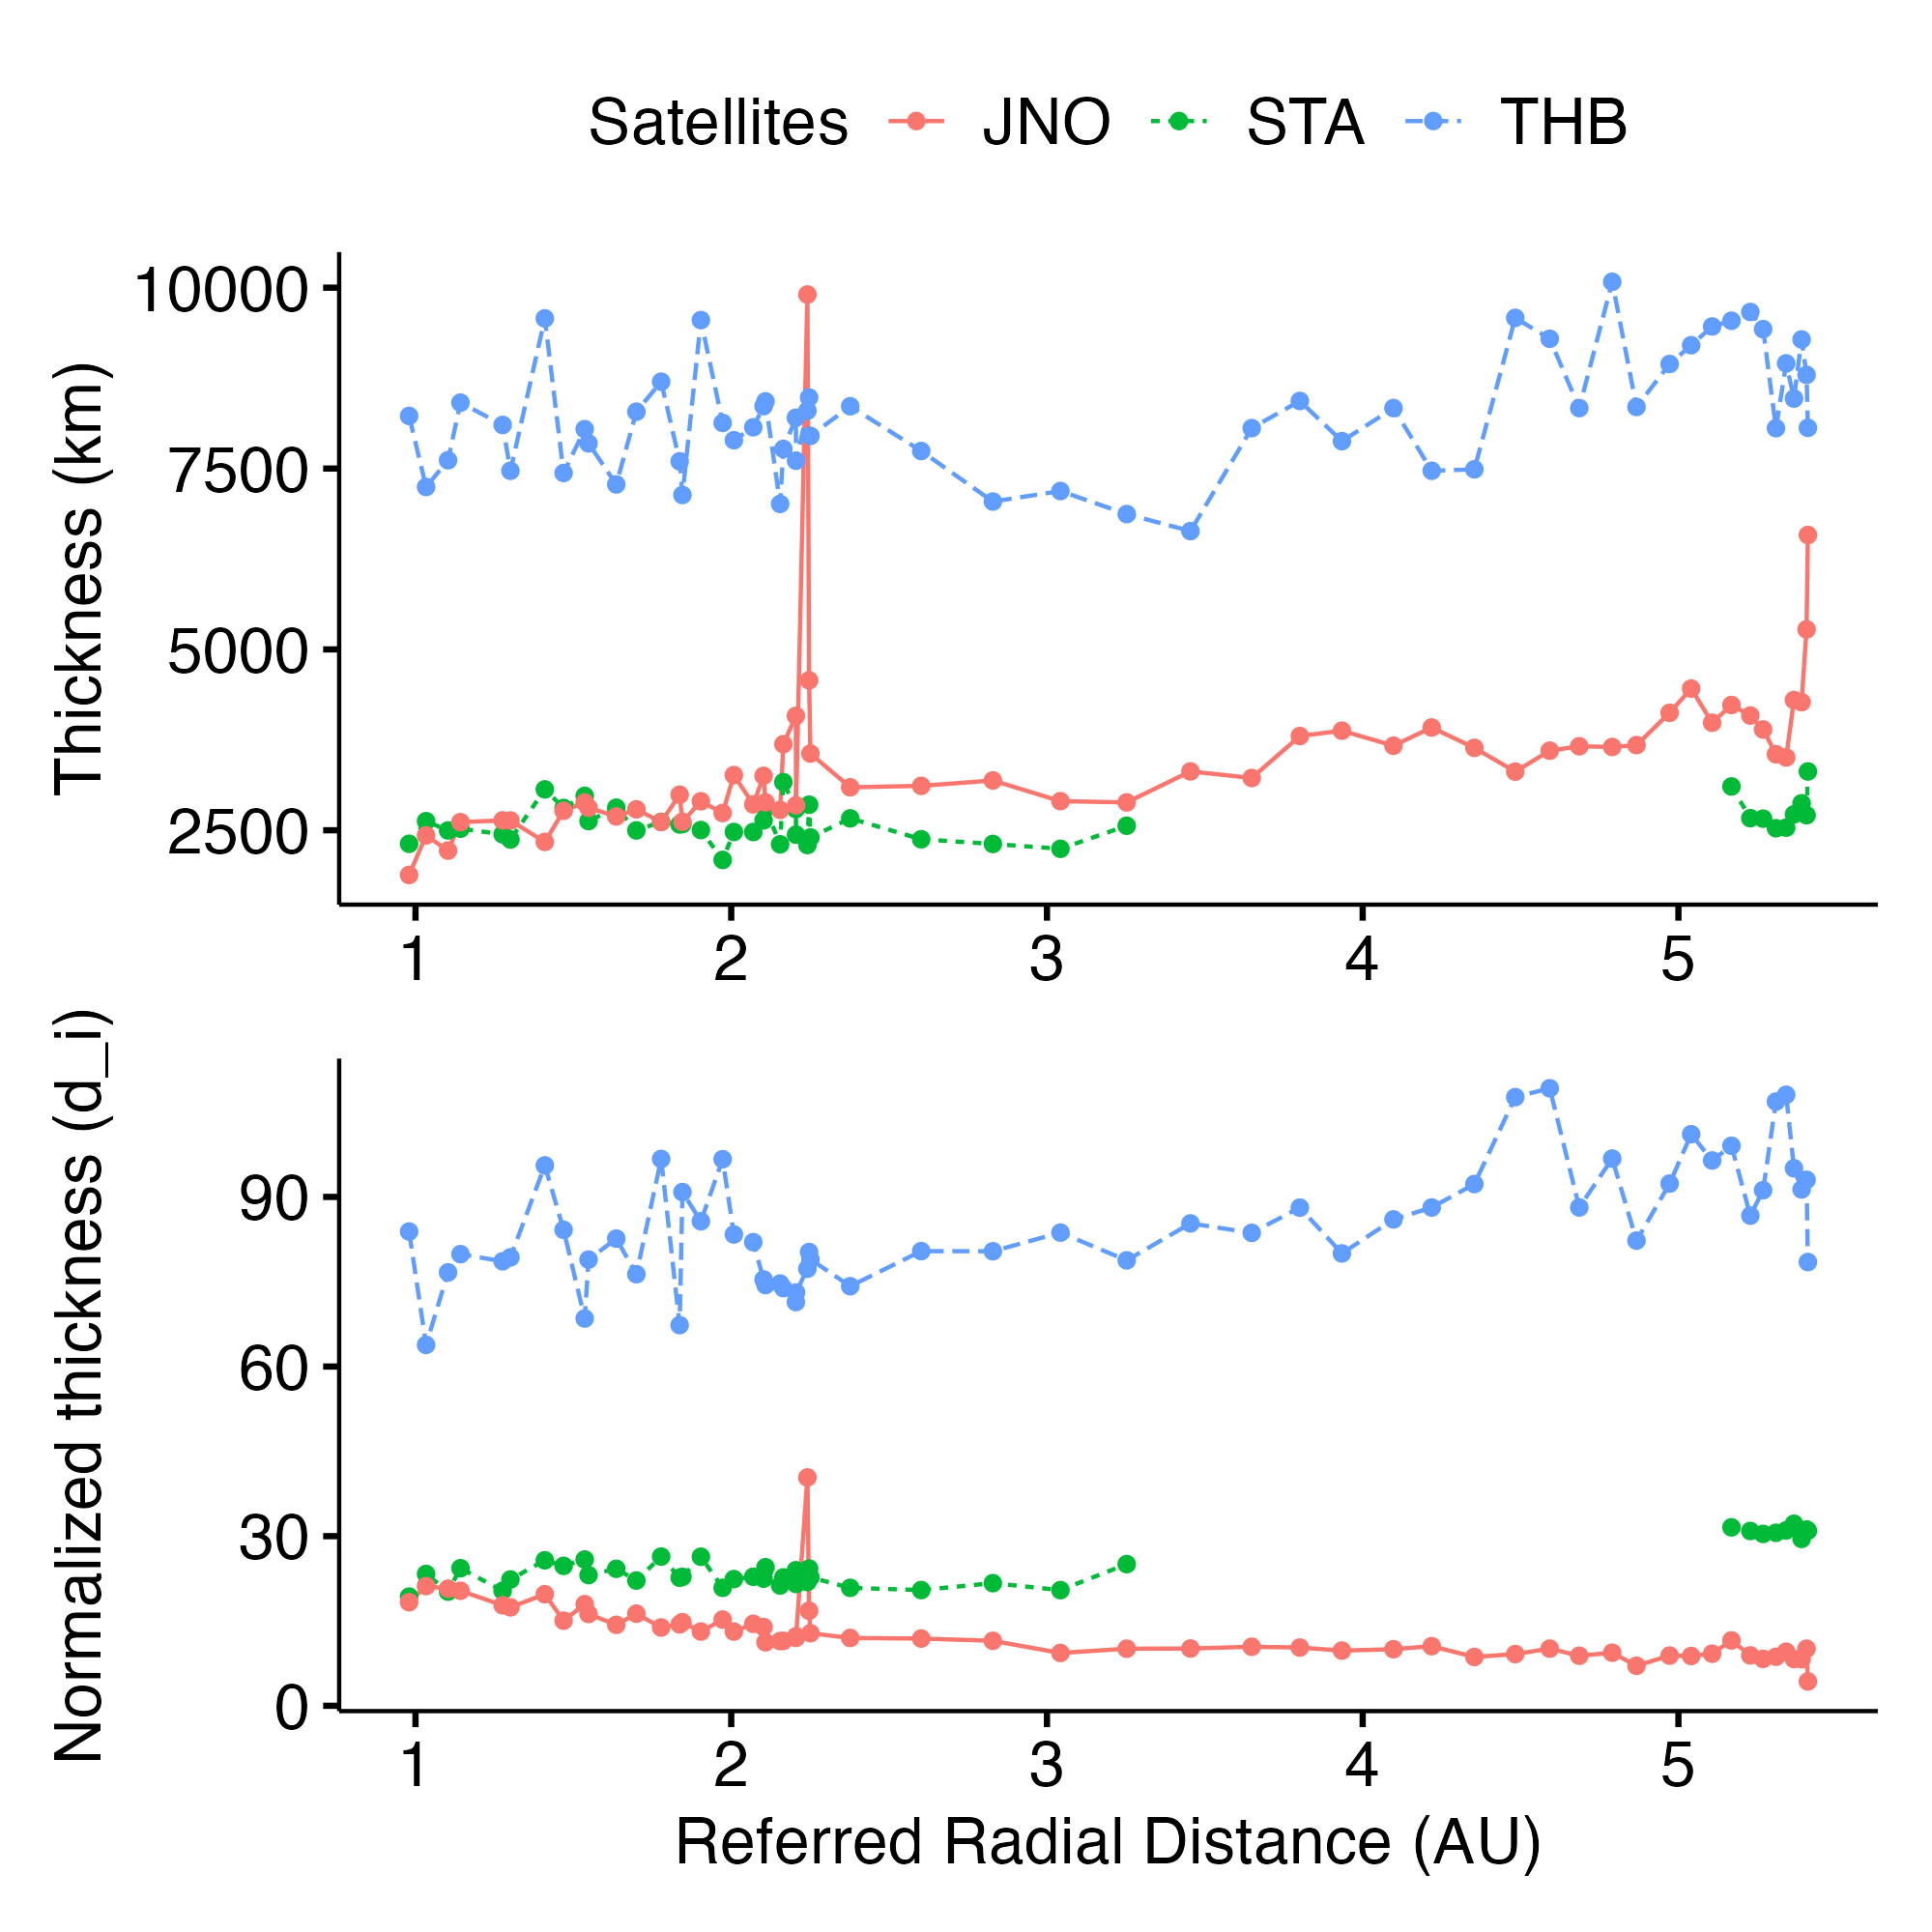 Satellites JNO STA THB
Thickness (km)
10000
7500
5000
2500
1 2 3 4 5
Normalized thickness (d_i)
90
60
30
0
1 2 3 4 5
Referred Radial Distance (AU)